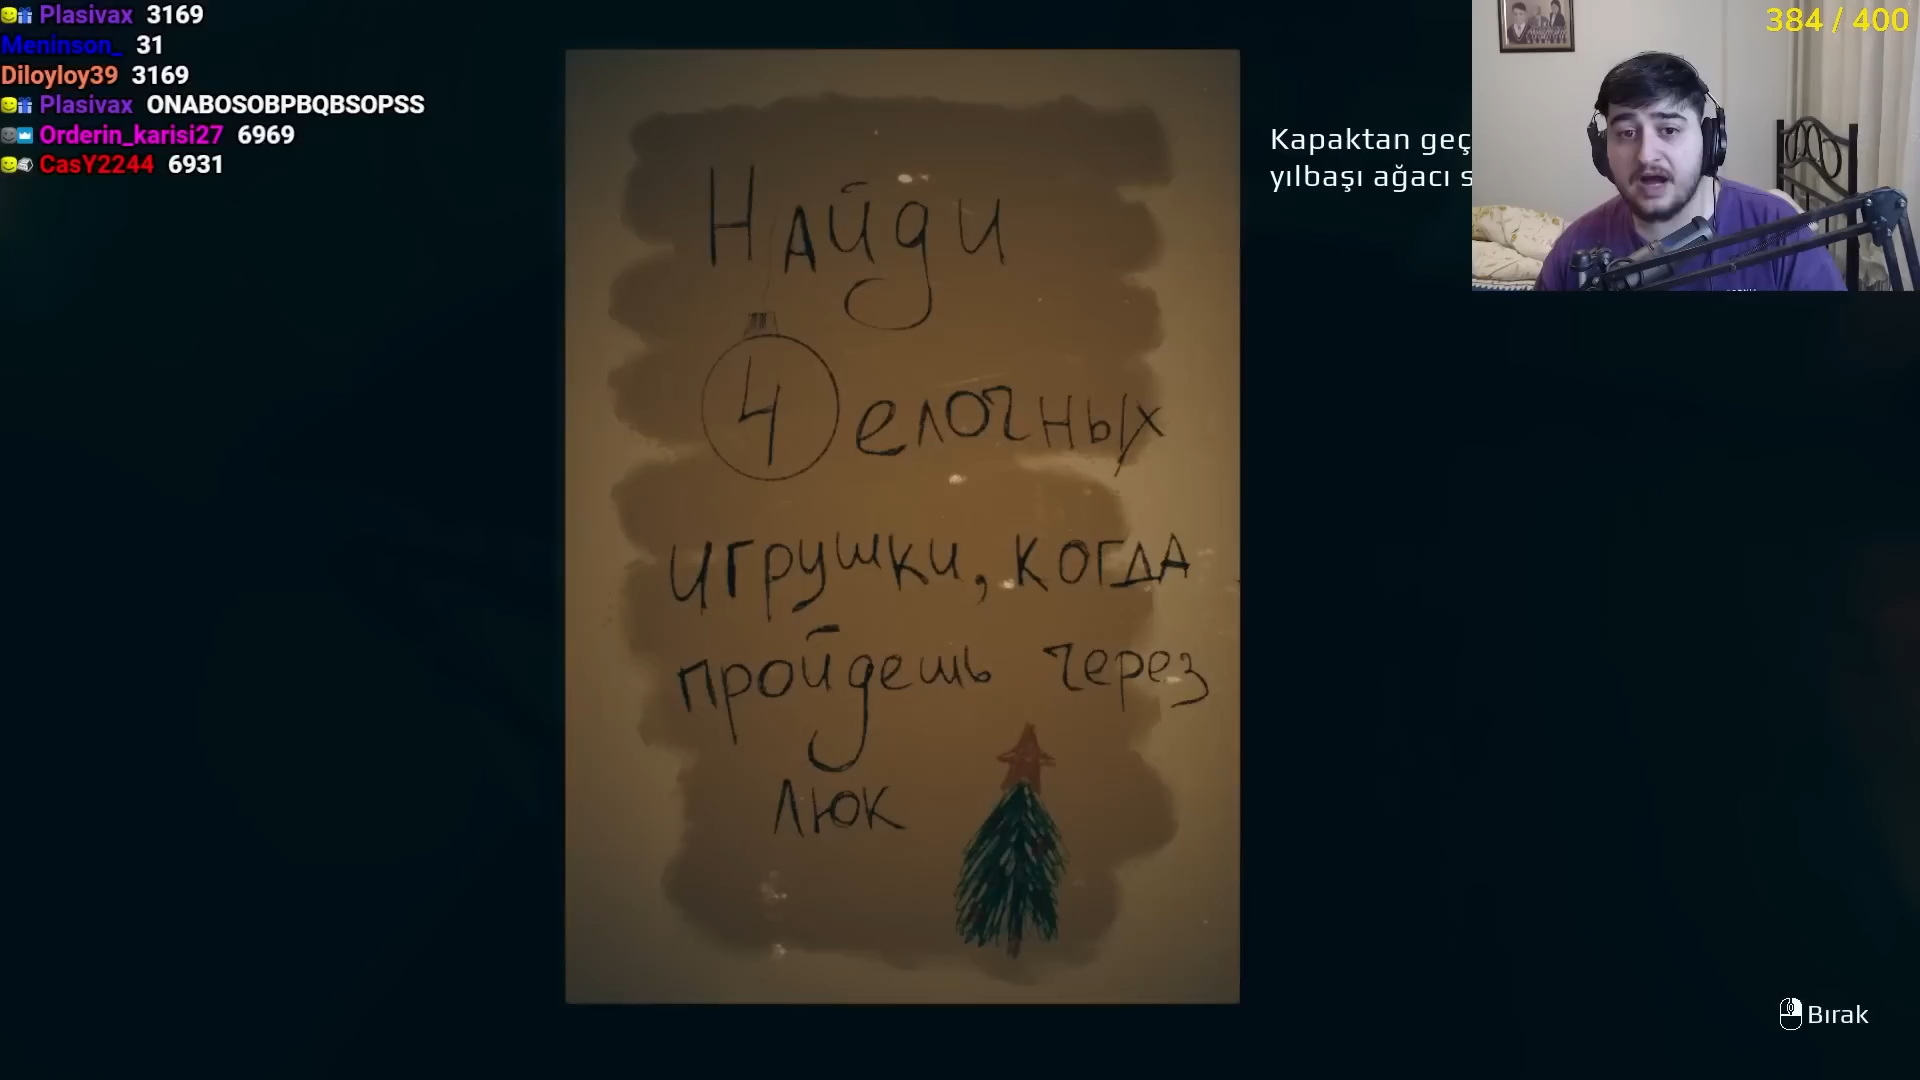 Plasivax 3169
Meninson_ 31
Diloyloy39 3169
Plasivax ONABOSOBPBQBSOPSS
Orderin_karisi27 6969
CasY2244 6931
Найди
4 елочных
игрушки, когда
пройдешь через
люк
Kapaktan geç
yılbaşı ağacı s
384 / 400
Bırak